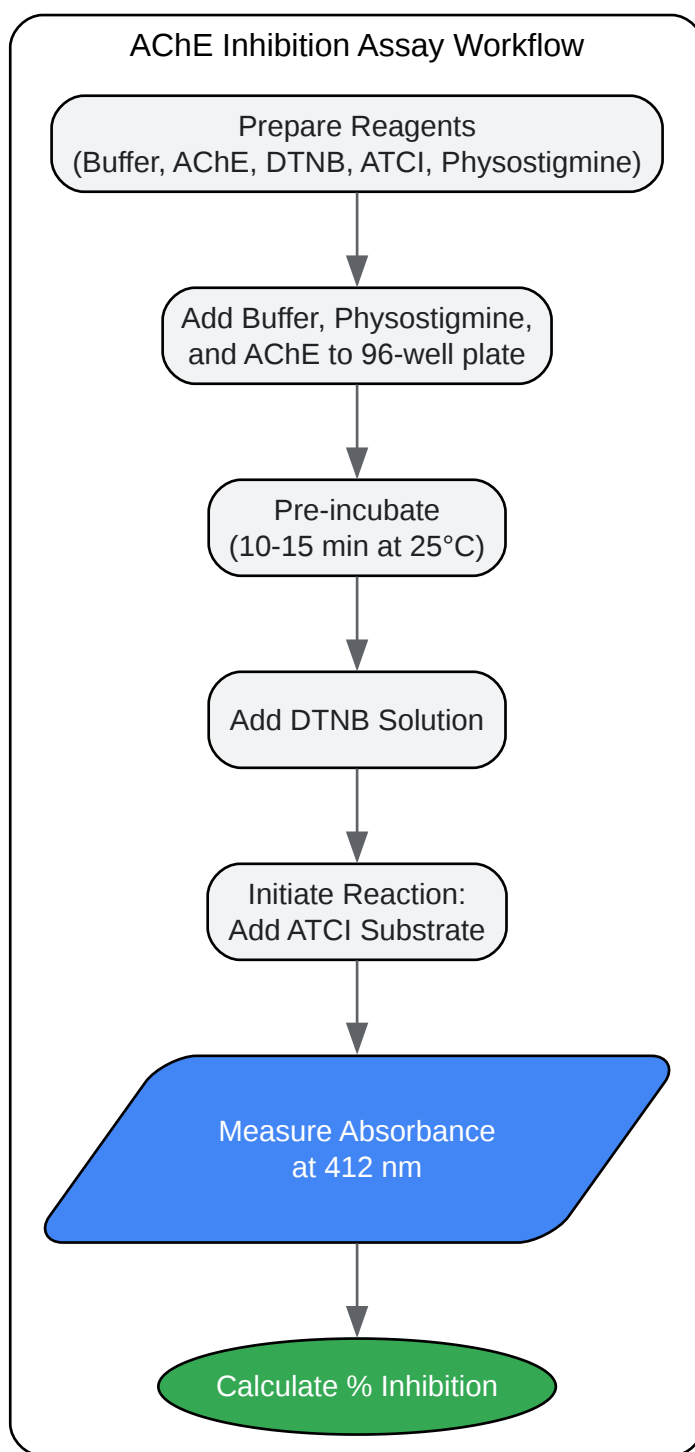 AChE Inhibition Assay Workflow
Prepare Reagents
(Buffer, AChE, DTNB, ATCI, Physostigmine)
Add Buffer, Physostigmine,
and AChE to 96-well plate
Pre-incubate
(10-15 min at 25°C)
Add DTNB Solution
Initiate Reaction:
Add ATCI Substrate
Measure Absorbance
at 412 nm
Calculate % Inhibition